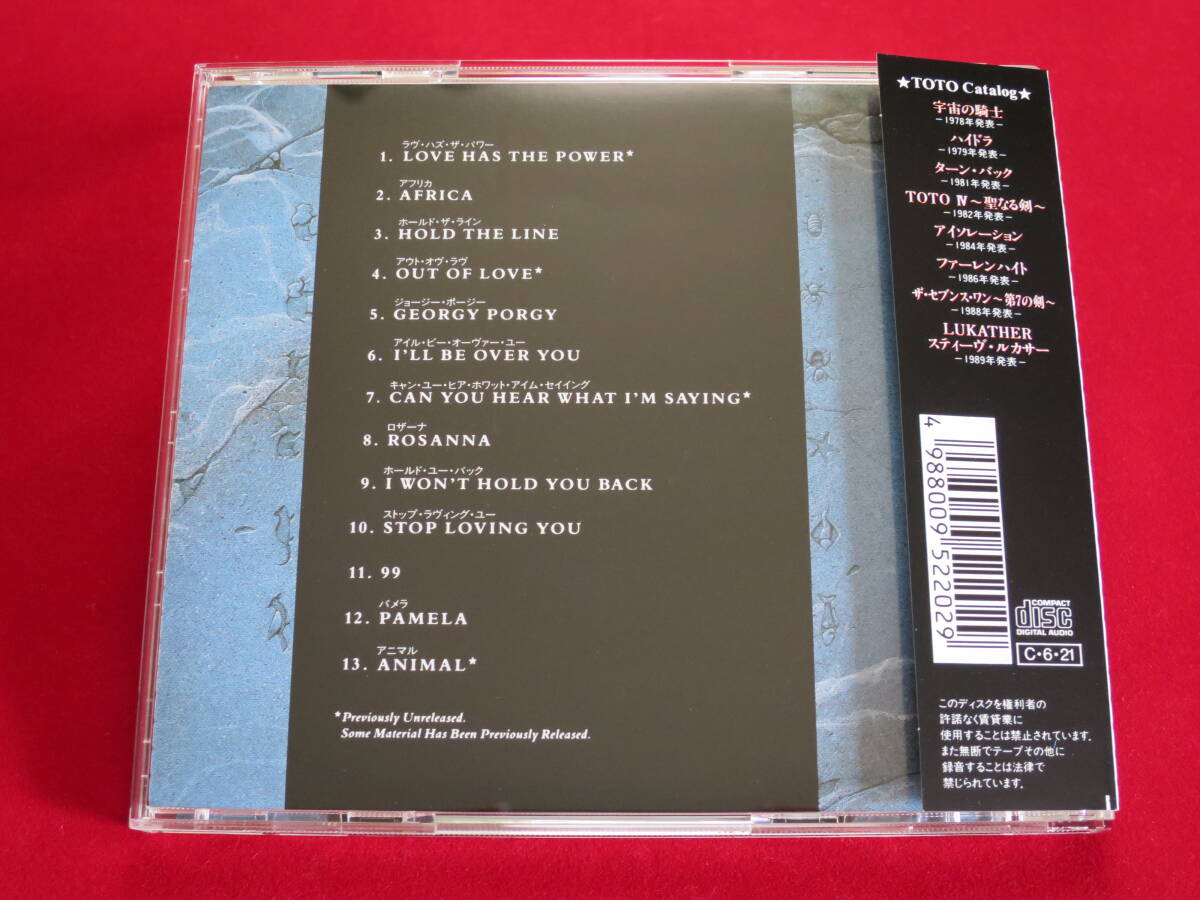 ラヴ・ハズ・ザ・パワー
1. LOVE HAS THE POWER*
アフリカ
2. AFRICA
ホールド・ザ・ライン
3. HOLD THE LINE
アウト・オヴ・ラヴ
4. OUT OF LOVE*
ジョージー・ポージー
5. GEORGY PORGY
アイル・ビー・オーヴァー・ユー
6. I'LL BE OVER YOU
キャン・ユー・ヒア・ホワット・アイム・セイイング
7. CAN YOU HEAR WHAT I'M SAYING*
ロザーナ
8. ROSANNA
ホールド・ユー・バック
9. I WON'T HOLD YOU BACK
ストップ・ラヴィング・ユー
10. STOP LOVING YOU
11. 99
パメラ
12. PAMELA
アニマル
13. ANIMAL*
*Previously Unreleased.
Some Material Has Been Previously Released.
★TOTO Catalog★
宇宙の騎士
−1978年発表−
ハイドラ
−1979年発表−
ターン・バック
−1981年発表−
TOTO Ⅳ〜聖なる剣〜
−1982年発表−
アイソレーション
−1984年発表−
ファーレンハイト
−1986年発表−
ザ・セブンス・ワン〜第7の剣〜
−1988年発表−
LUKATHER
スティーヴ・ルカサー
−1989年発表−
4 988009 522029
COMPACT
disc
DIGITAL AUDIO
C・6・21
このディスクを権利者の
許諾なく賃貸業に
使用することは禁止されています。
また無断でテープその他に
録音することは法律で
禁じられています。